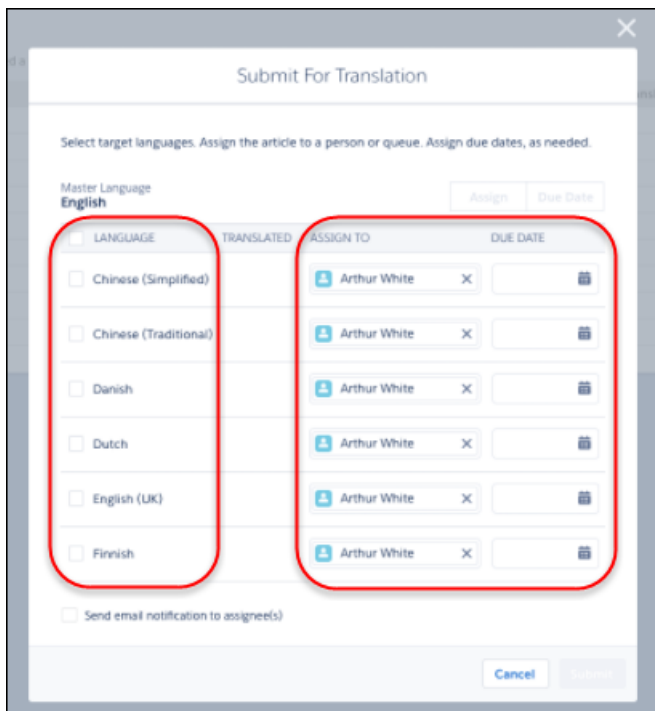 Submit For Translation
Select target languages. Assign the article to a person or queue. Assign due dates, as needed.
Master Language
English
Assign Due Date
LANGUAGE TRANSLATED ASSIGN TO DUE DATE
Chinese (Simplified) Arthur White
Chinese (Traditional) Arthur White
Danish Arthur White
Dutch Arthur White
English (UK) Arthur White
Finnish Arthur White
Send email notification to assignee(s)
Cancel Submit